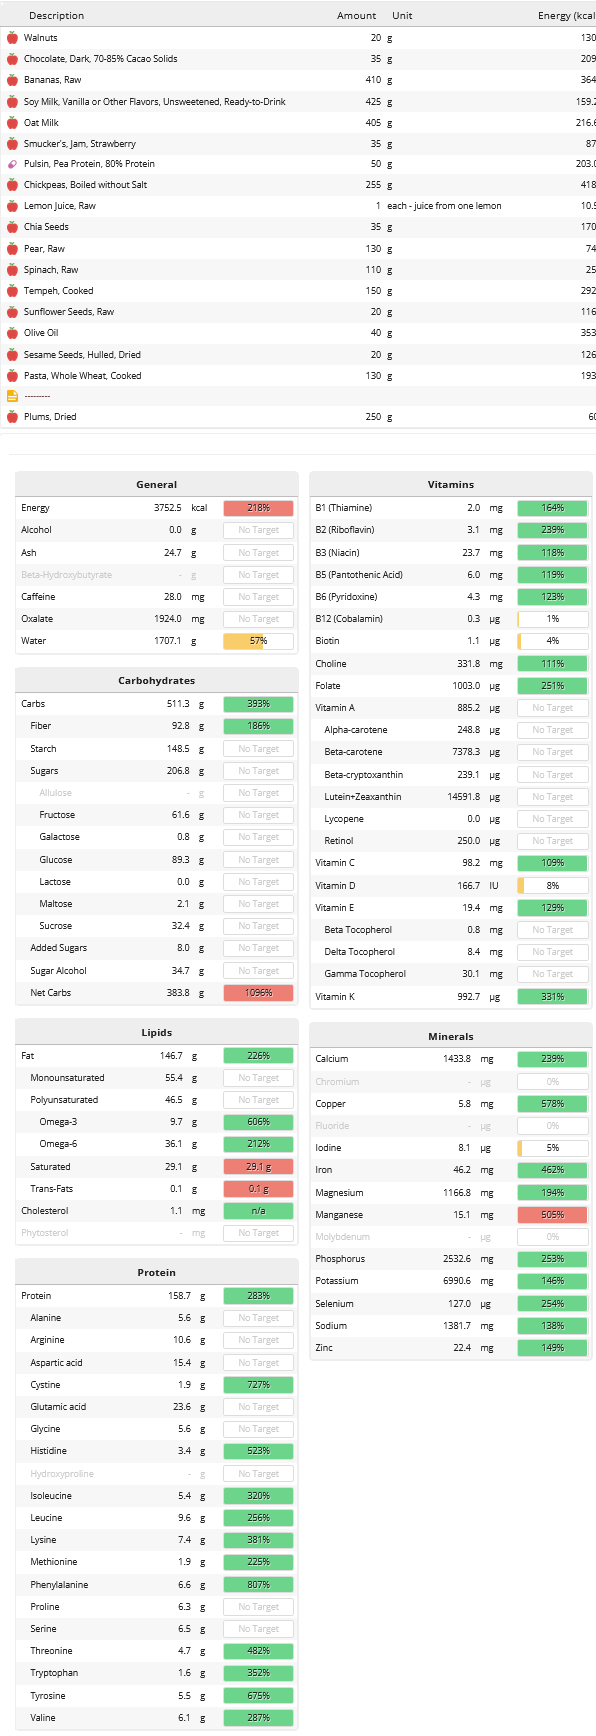 Description Amount Unit Energy (kcal
Walnuts 20 g 130
Chocolate, Dark, 70-85% Cacao Solids 35 g 209
Bananas, Raw 410 g 364
Soy Milk, Vanilla or Other Flavors, Unsweetened, Ready-to-Drink 425 g 159.2
Oat Milk 405 g 216.6
Smucker's, Jam, Strawberry 35 g 87
Pulsin, Pea Protein, 80% Protein 50 g 203.0
Chickpeas, Boiled without Salt 255 g 418
Lemon Juice, Raw 1 each - juice from one lemon 10.5
Chia Seeds 35 g 170
Pear, Raw 130 g 74
Spinach, Raw 110 g 25
Tempeh, Cooked 150 g 292
Sunflower Seeds, Raw 20 g 116
Olive Oil 40 g 353
Sesame Seeds, Hulled, Dried 20 g 126
Pasta, Whole Wheat, Cooked 130 g 193
---------
Plums, Dried 250 g 60
General
Energy 3752.5 kcal 218%
Alcohol 0.0 g No Target
Ash 24.7 g No Target
Beta-Hydroxybutyrate - g No Target
Caffeine 28.0 mg No Target
Oxalate 1924.0 mg No Target
Water 1707.1 g 57%
Carbohydrates
Carbs 511.3 g 393%
Fiber 92.8 g 186%
Starch 148.5 g No Target
Sugars 206.8 g No Target
Allulose - g No Target
Fructose 61.6 g No Target
Galactose 0.8 g No Target
Glucose 89.3 g No Target
Lactose 0.0 g No Target
Maltose 2.1 g No Target
Sucrose 32.4 g No Target
Added Sugars 8.0 g No Target
Sugar Alcohol 34.7 g No Target
Net Carbs 383.8 g 1096%
Lipids
Fat 146.7 g 226%
Monounsaturated 55.4 g No Target
Polyunsaturated 46.5 g No Target
Omega-3 9.7 g 606%
Omega-6 36.1 g 212%
Saturated 29.1 g 29.1 g
Trans-Fats 0.1 g 0.1 g
Cholesterol 1.1 mg n/a
Phytosterol - mg No Target
Protein
Protein 158.7 g 283%
Alanine 5.6 g No Target
Arginine 10.6 g No Target
Aspartic acid 15.4 g No Target
Cystine 1.9 g 727%
Glutamic acid 23.6 g No Target
Glycine 5.6 g No Target
Histidine 3.4 g 523%
Hydroxyproline - g No Target
Isoleucine 5.4 g 320%
Leucine 9.6 g 256%
Lysine 7.4 g 381%
Methionine 1.9 g 225%
Phenylalanine 6.6 g 807%
Proline 6.3 g No Target
Serine 6.5 g No Target
Threonine 4.7 g 482%
Tryptophan 1.6 g 352%
Tyrosine 5.5 g 675%
Valine 6.1 g 287%
Vitamins
B1 (Thiamine) 2.0 mg 164%
B2 (Riboflavin) 3.1 mg 239%
B3 (Niacin) 23.7 mg 118%
B5 (Pantothenic Acid) 6.0 mg 119%
B6 (Pyridoxine) 4.3 mg 123%
B12 (Cobalamin) 0.3 µg 1%
Biotin 1.1 µg 4%
Choline 331.8 mg 111%
Folate 1003.0 µg 251%
Vitamin A 885.2 µg No Target
Alpha-carotene 248.8 µg No Target
Beta-carotene 7378.3 µg No Target
Beta-cryptoxanthin 239.1 µg No Target
Lutein+Zeaxanthin 14591.8 µg No Target
Lycopene 0.0 µg No Target
Retinol 250.0 µg No Target
Vitamin C 98.2 mg 109%
Vitamin D 166.7 IU 8%
Vitamin E 19.4 mg 129%
Beta Tocopherol 0.8 mg No Target
Delta Tocopherol 8.4 mg No Target
Gamma Tocopherol 30.1 mg No Target
Vitamin K 992.7 µg 331%
Minerals
Calcium 1433.8 mg 239%
Chromium - µg 0%
Copper 5.8 mg 578%
Fluoride - µg 0%
Iodine 8.1 µg 5%
Iron 46.2 mg 462%
Magnesium 1166.8 mg 194%
Manganese 15.1 mg 505%
Molybdenum - µg 0%
Phosphorus 2532.6 mg 253%
Potassium 6990.6 mg 146%
Selenium 127.0 µg 254%
Sodium 1381.7 mg 138%
Zinc 22.4 mg 149%